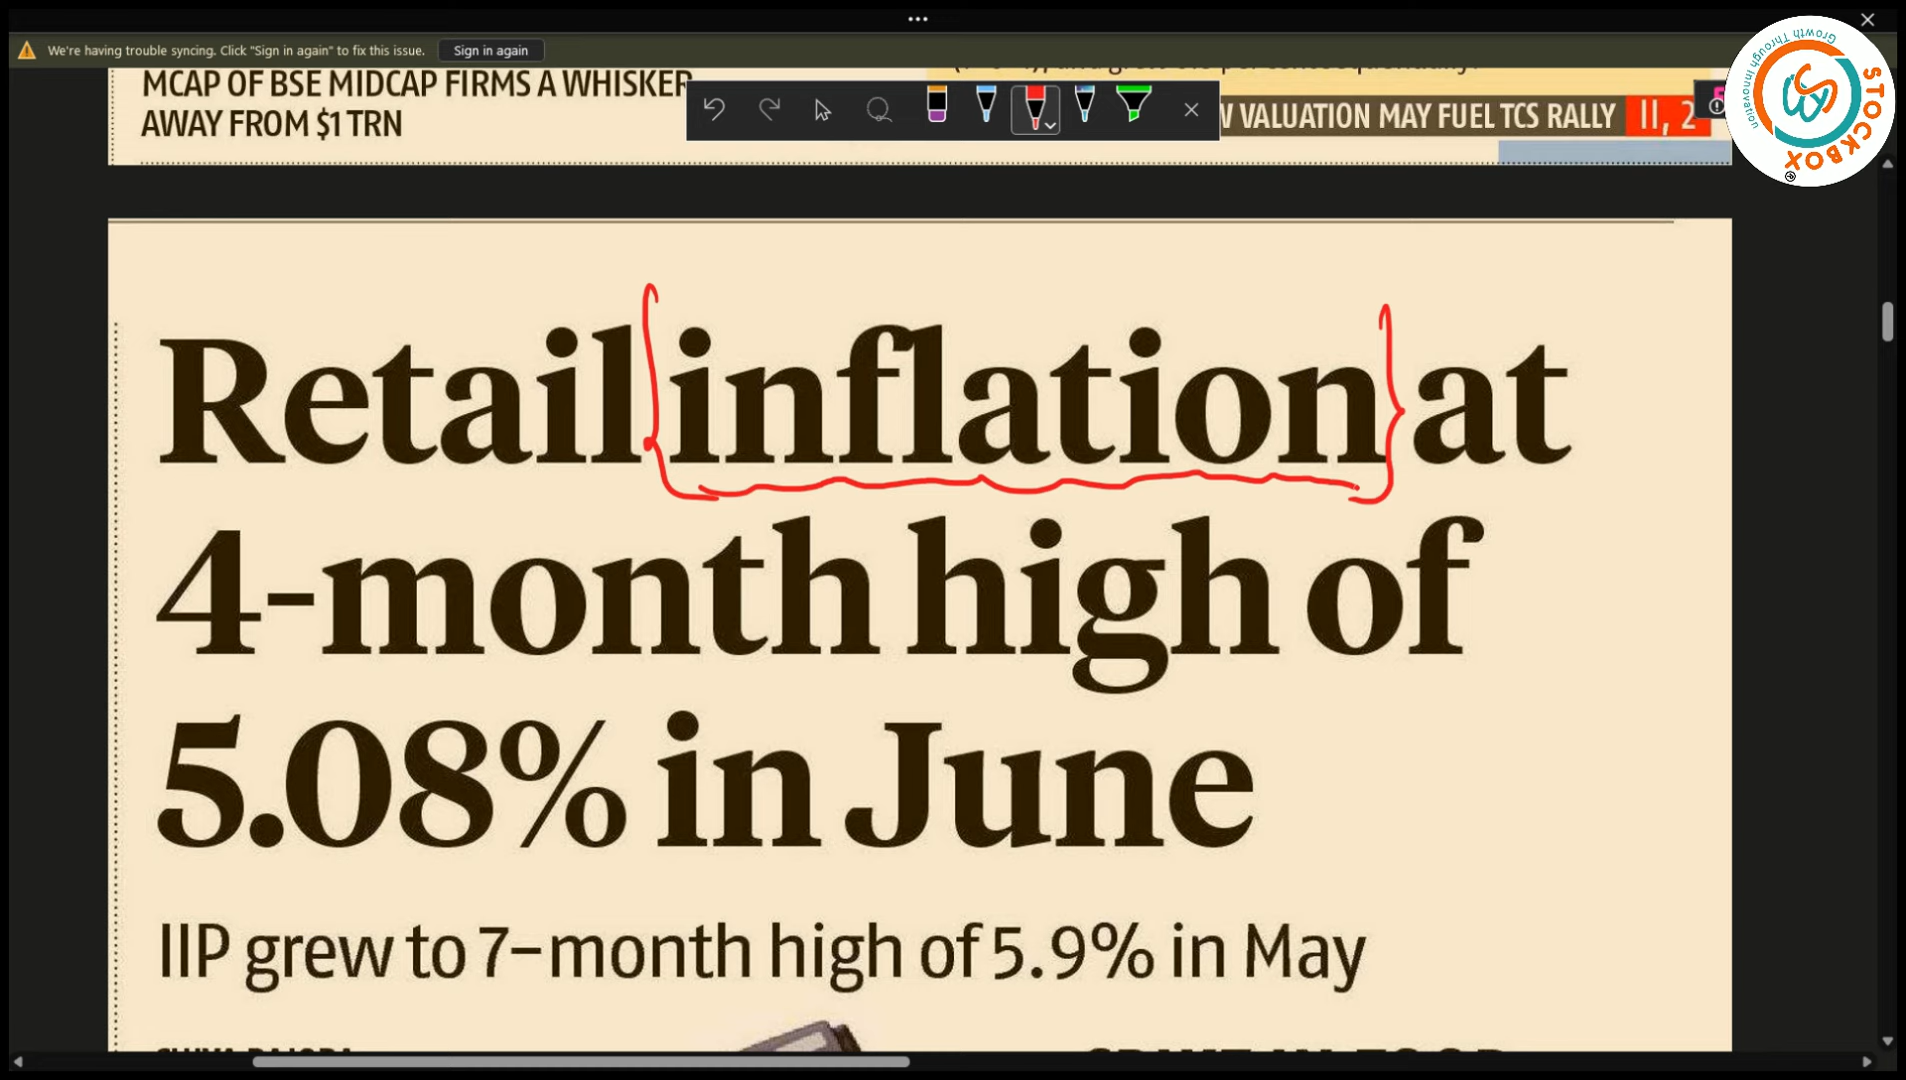 We're having trouble syncing. Click "Sign in again" to fix this issue.
Sign in again
MCAP OF BSE MIDCAP FIRMS A WHISKER
AWAY FROM $1 TRN
VALUATION MAY FUEL TCS RALLY II, 2
STOCKBOX
Growth Through Innovation
Retail inflation at
4-month high of
5.08% in June
IIP grew to 7-month high of 5.9% in May